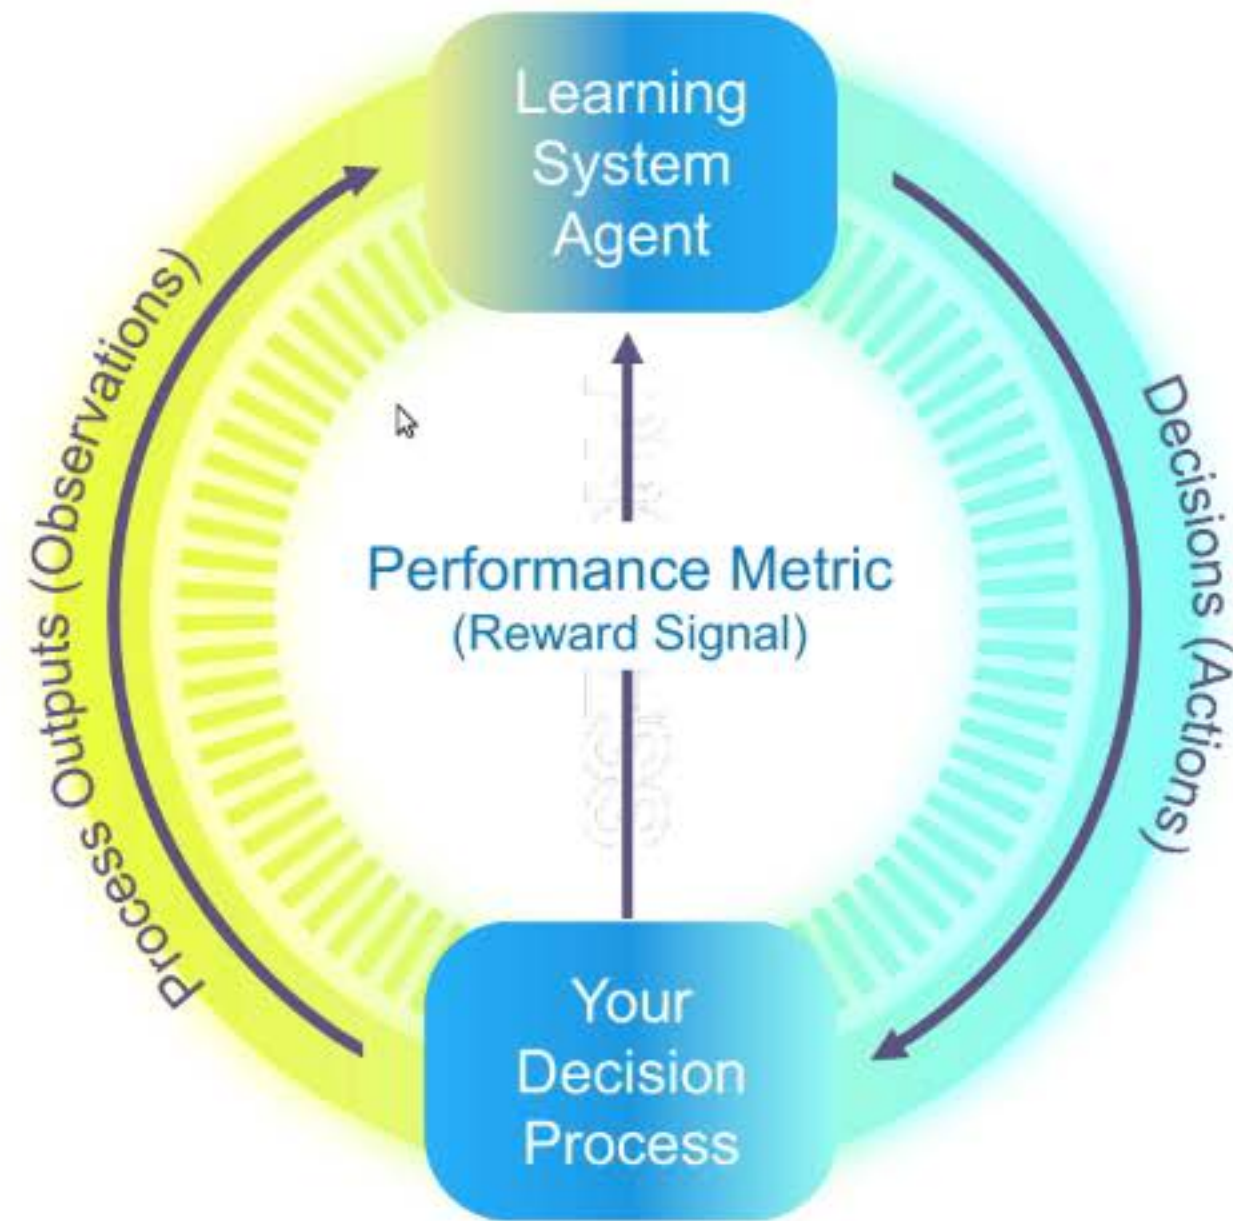 Learning
System
Agent
Process Outputs (Observations)
Decisions (Actions)
Performance Metric
(Reward Signal)
Your
Decision
Process